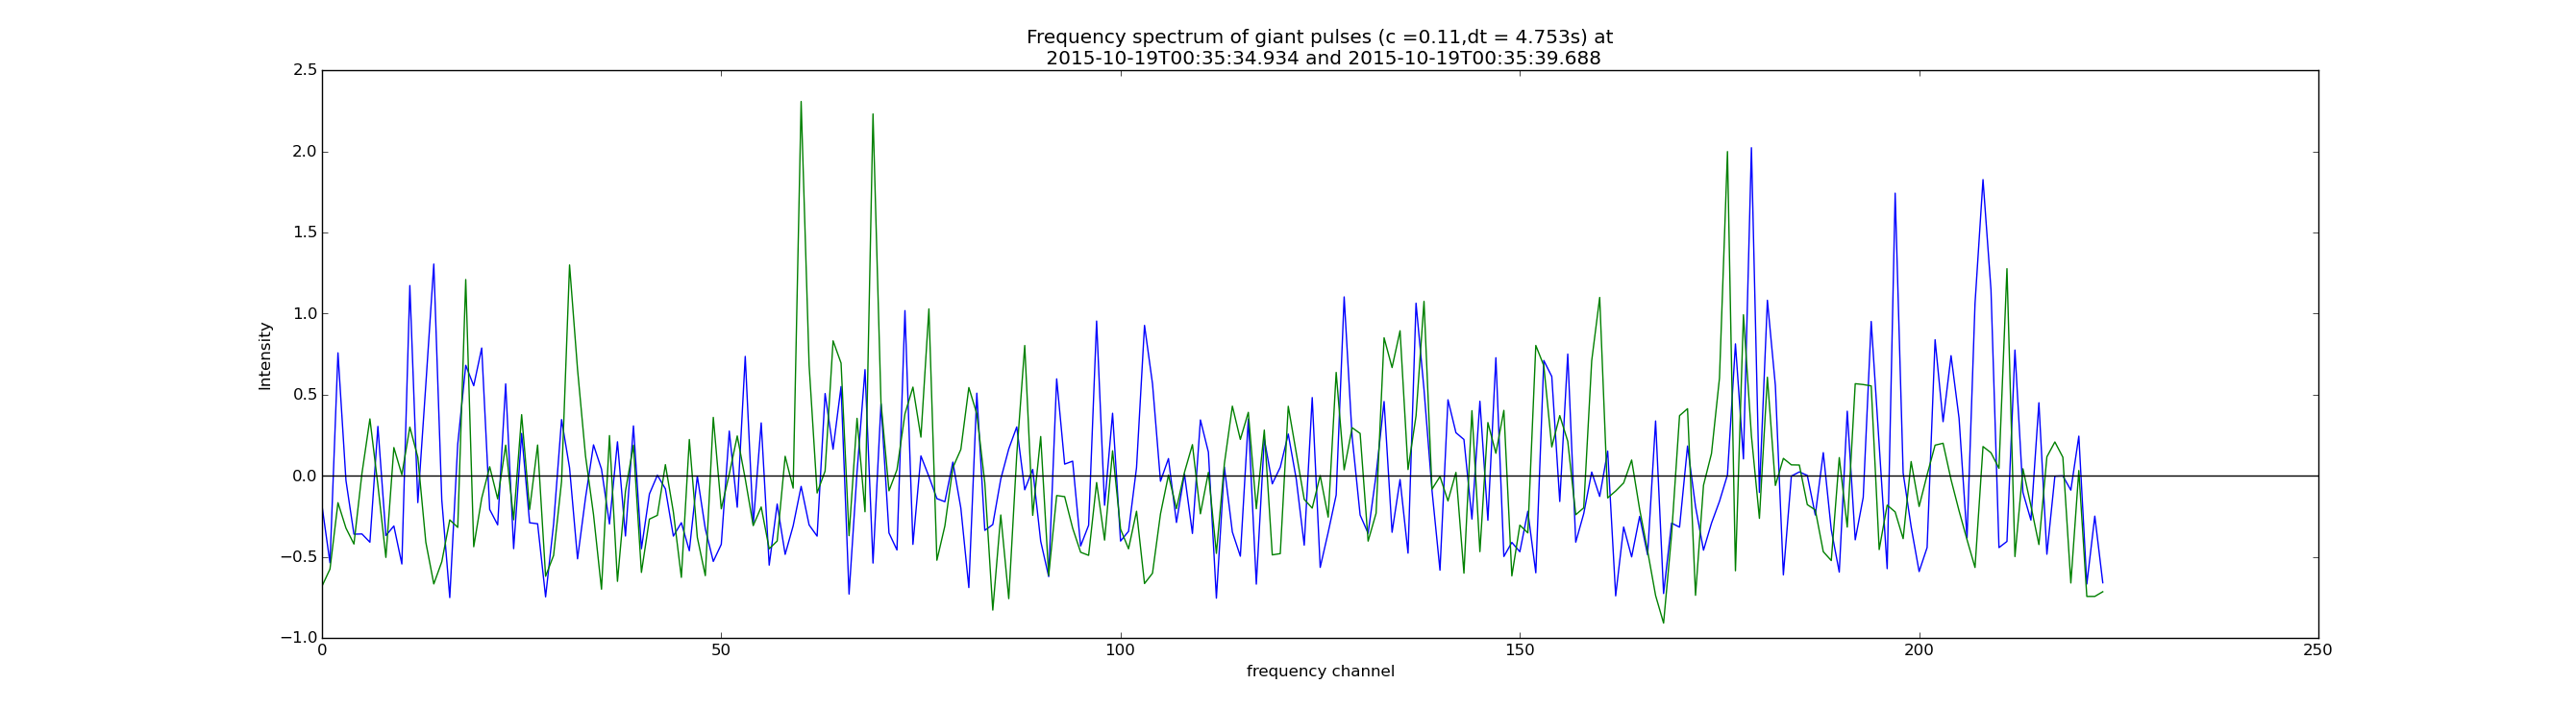 Frequency spectrum of giant pulses (c =0.11,dt = 4.753s) at
2015-10-19T00:35:34.934 and 2015-10-19T00:35:39.688
2.5
2.0
1.5
1.0
0.5
0.0
−0.5
−1.0
Intensity
0 50 100 150 200 250
frequency channel